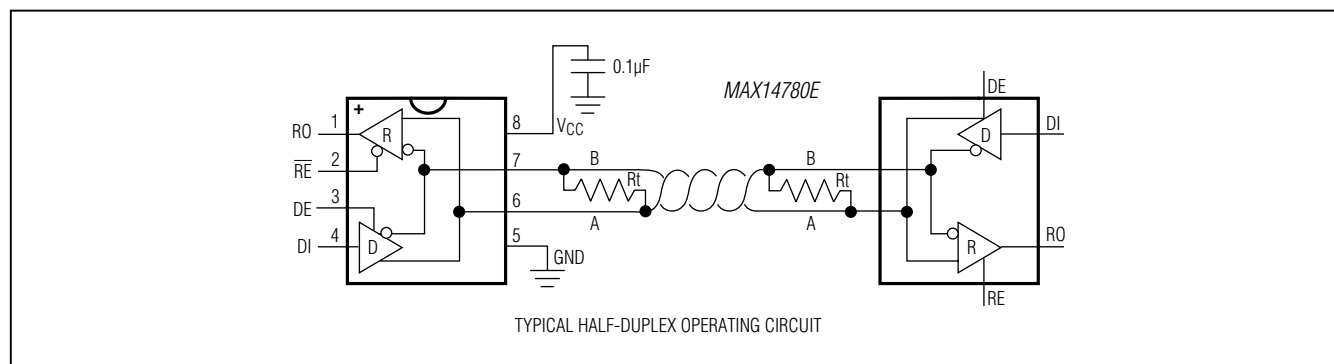 0.1µF
MAX14780E
DE
+
1
RO
R
8
VCC
D
DI
2
RE
7
B
Rt
B
Rt
3
DE
6
A
A
4
DI
D
5
GND
R
RO
RE
TYPICAL HALF-DUPLEX OPERATING CIRCUIT